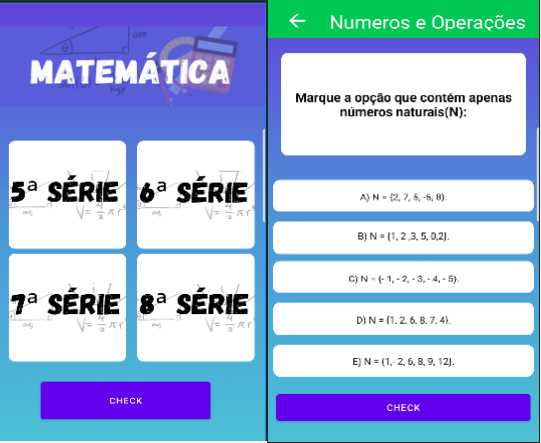 MATEMÁTICA
5ª SÉRIE
6ª SÉRIE
7ª SÉRIE
8ª SÉRIE
CHECK
Numeros e Operações
Marque a opção que contém apenas
números naturais(N):
A) N = {2, 7, 5, -5, 8}.
B) N = {1, 2 ,3, 5, 0,2}.
C) N = {- 1, - 2, - 3, - 4, - 5}.
D) N = {1, 2, 6, 8, 7, 4}.
E) N = {1,- 2, 6, 8, 9, 12}.
CHECK